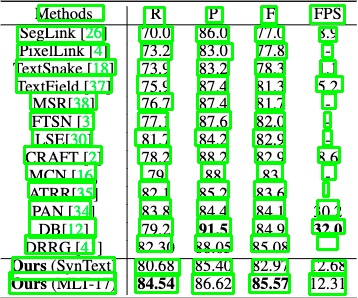 Methods R P F FPS
SegLink [26] 70.0 86.0 77.0 8.9
PixelLink [4] 73.2 83.0 77.8 -
TextSnake [18] 73.9 83.2 78.3
TextField [37] 75.9 87.4 81.3 5.2
MSR[38] 76.7 87.4 81.7 -
FTSN [3] 77.1 87.6 82.0 -
LSE[30] 81.7 84.2 82.9 -
CRAFT [2] 78.2 88.2 82.9 8.6
MCN [16] 79 88 83 -
ATRR[35] 82.1 85.2 83.6
PAN [34] 83.8 84.4 84.1 30.2
DB[12] 79.2 91.5 84.9 32.0
DRRG [4 82.30 88.05 85.08
Ours (SynText 80.68 85.40 82.97 2.68
Ours (MLT-17) 84.54 86.62 85.57 12.31